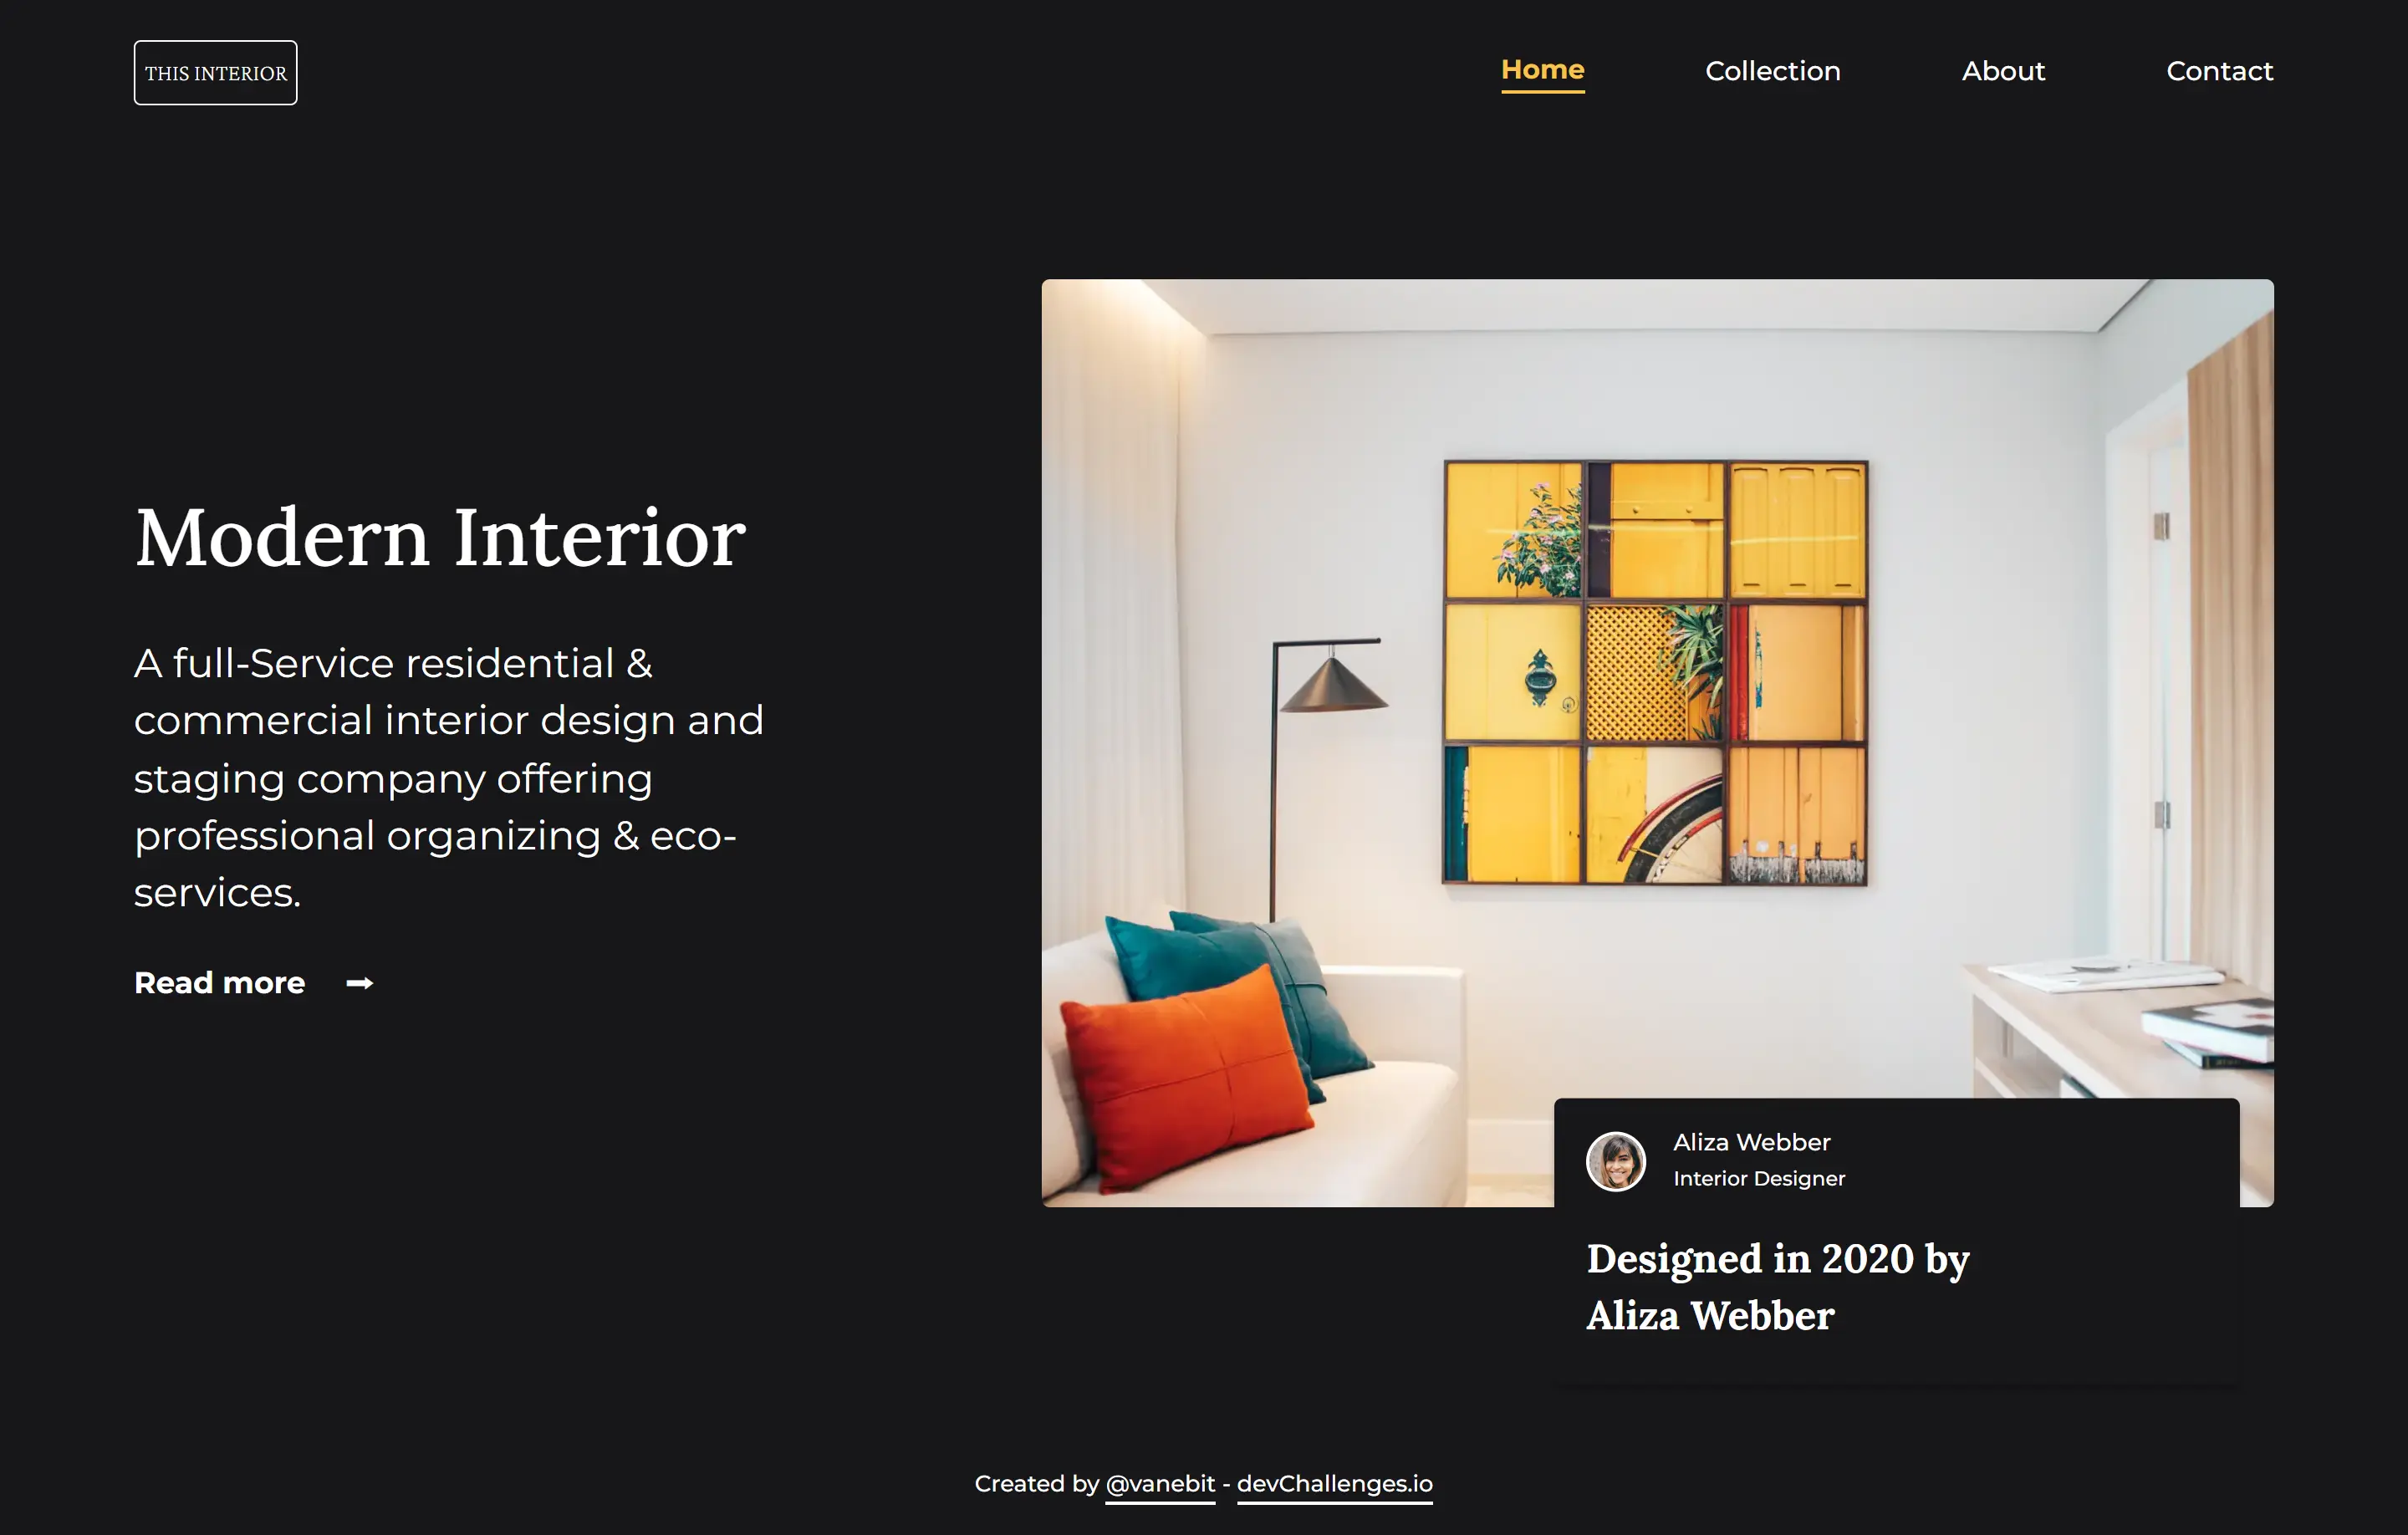 THIS INTERIOR
Home
Collection
About
Contact
Modern Interior
A full-Service residential &
commercial interior design and
staging company offering
professional organizing & eco-
services.
Read more
Aliza Webber
Interior Designer
Designed in 2020 by
Aliza Webber
Created by @vanebit - devChallenges.io